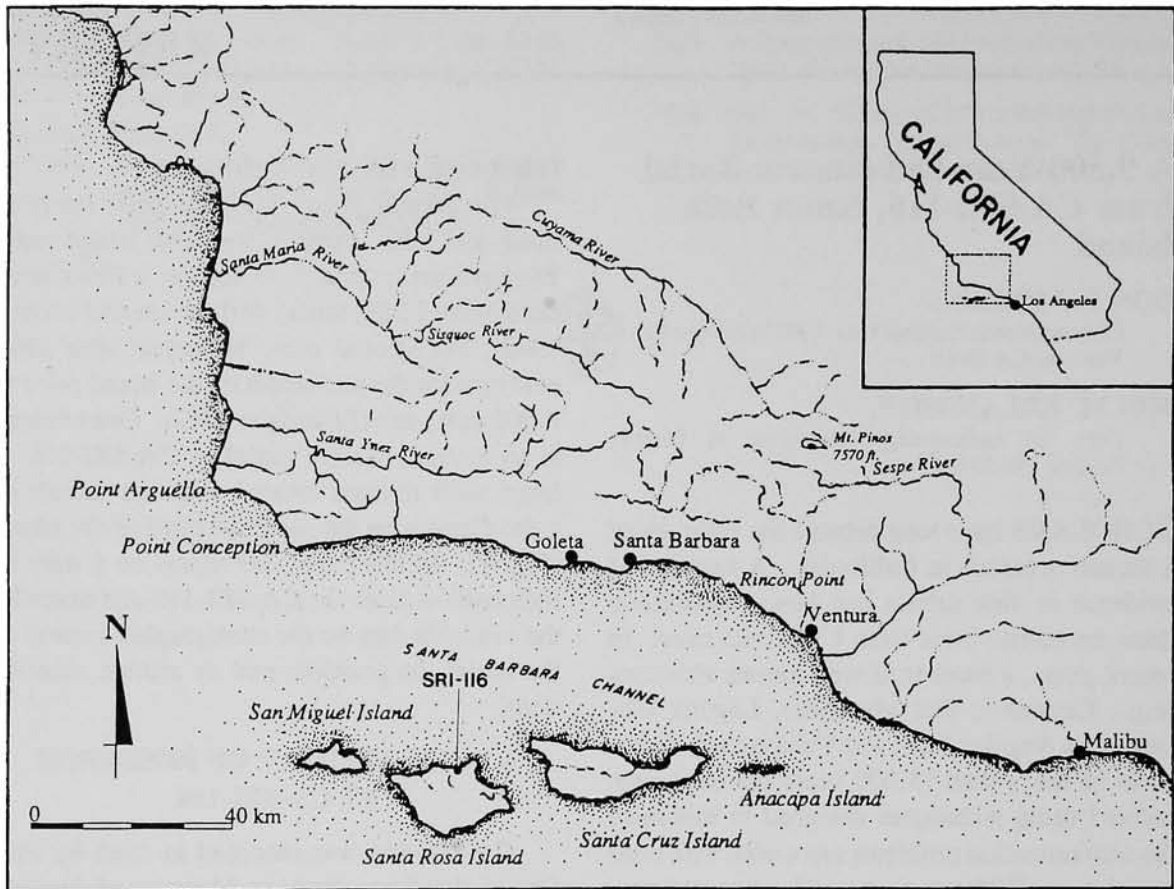 CALIFORNIA
Los Angeles
Cuyama River
Santa Maria River
Sisquoc River
Mt. Pinos
7570 ft.
Santa Ynez River
Sespe River
Point Arguella
Point Conception
Goleta
Santa Barbara
Rincon Point
Ventura
N
SANTA BARBARA CHANNEL
SRI-116
San Miguel Island
Malibu
Anacapa Island
0 40 km
Santa Cruz Island
Santa Rosa Island